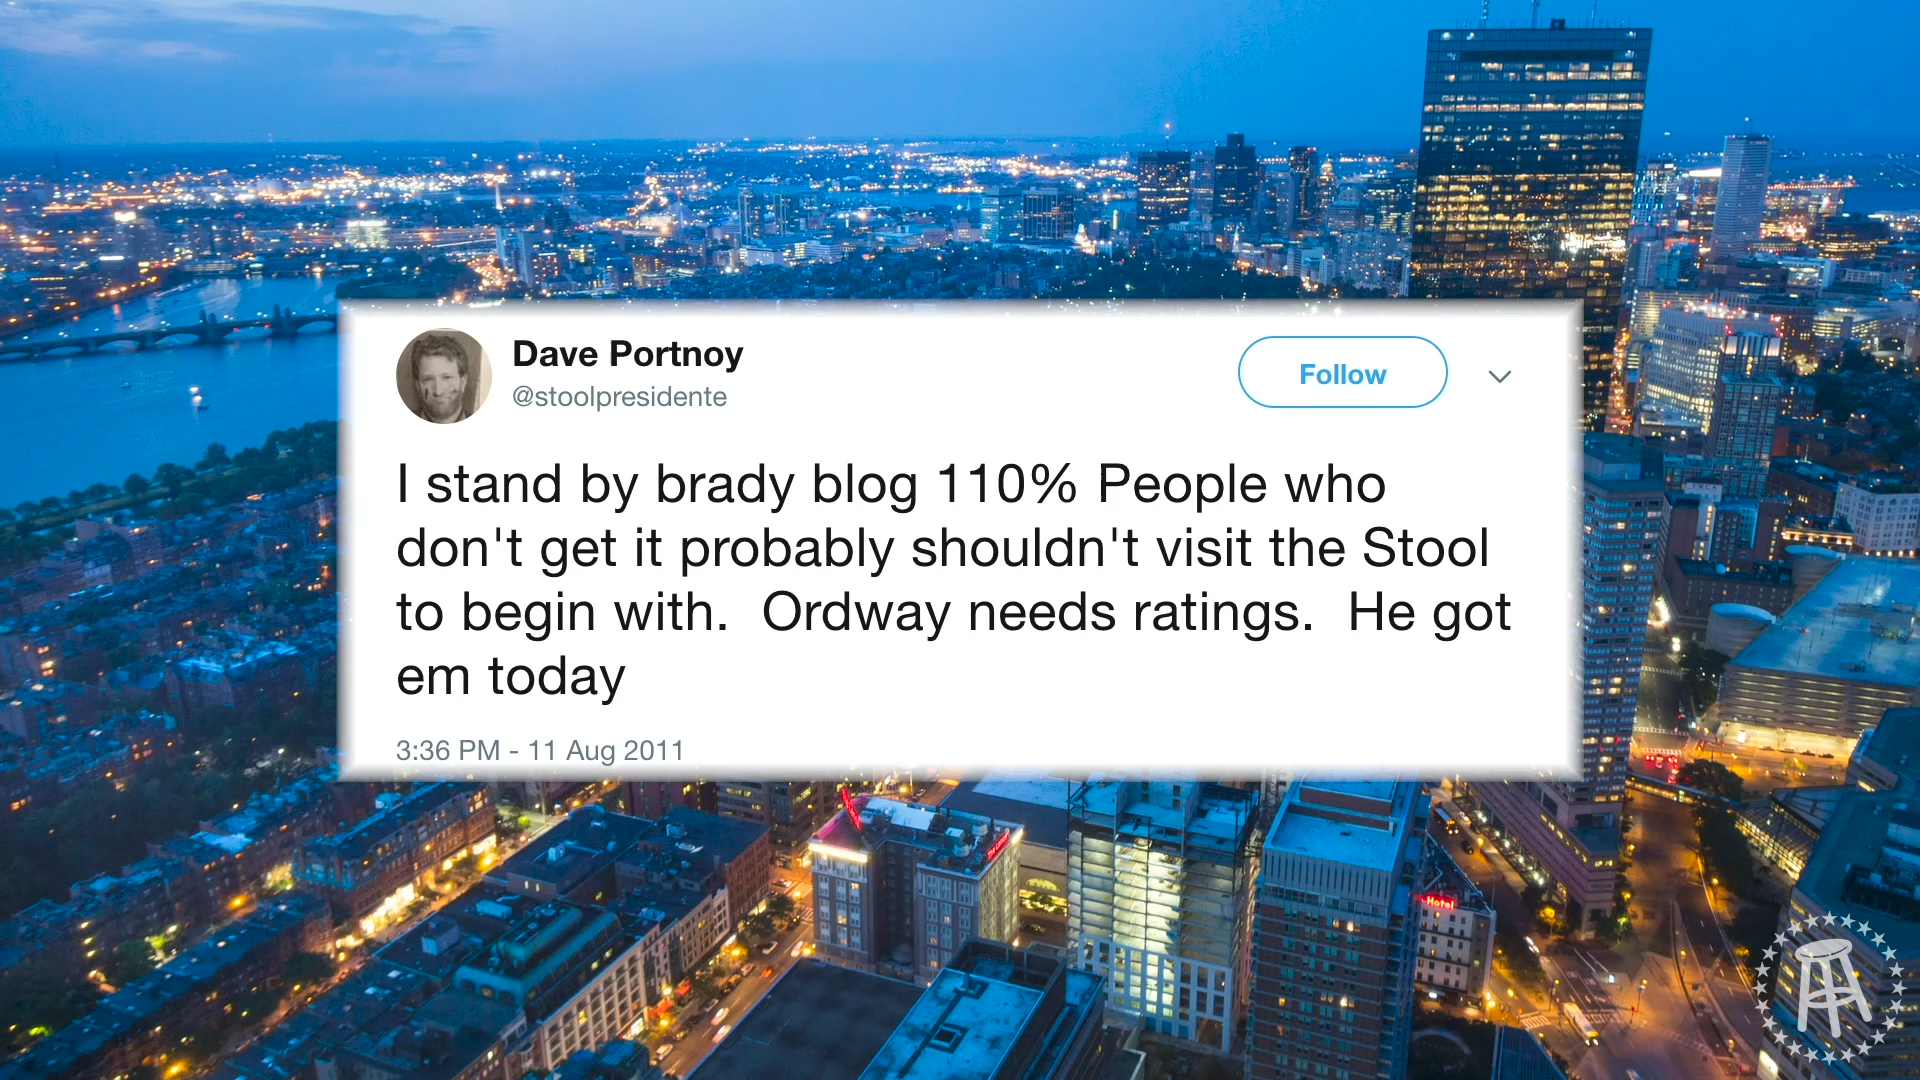 Dave Portnoy
@stoolpresidente
Follow
I stand by brady blog 110% People who
don't get it probably shouldn't visit the Stool
to begin with.  Ordway needs ratings.  He got
em today
3:36 PM - 11 Aug 2011
Hotel